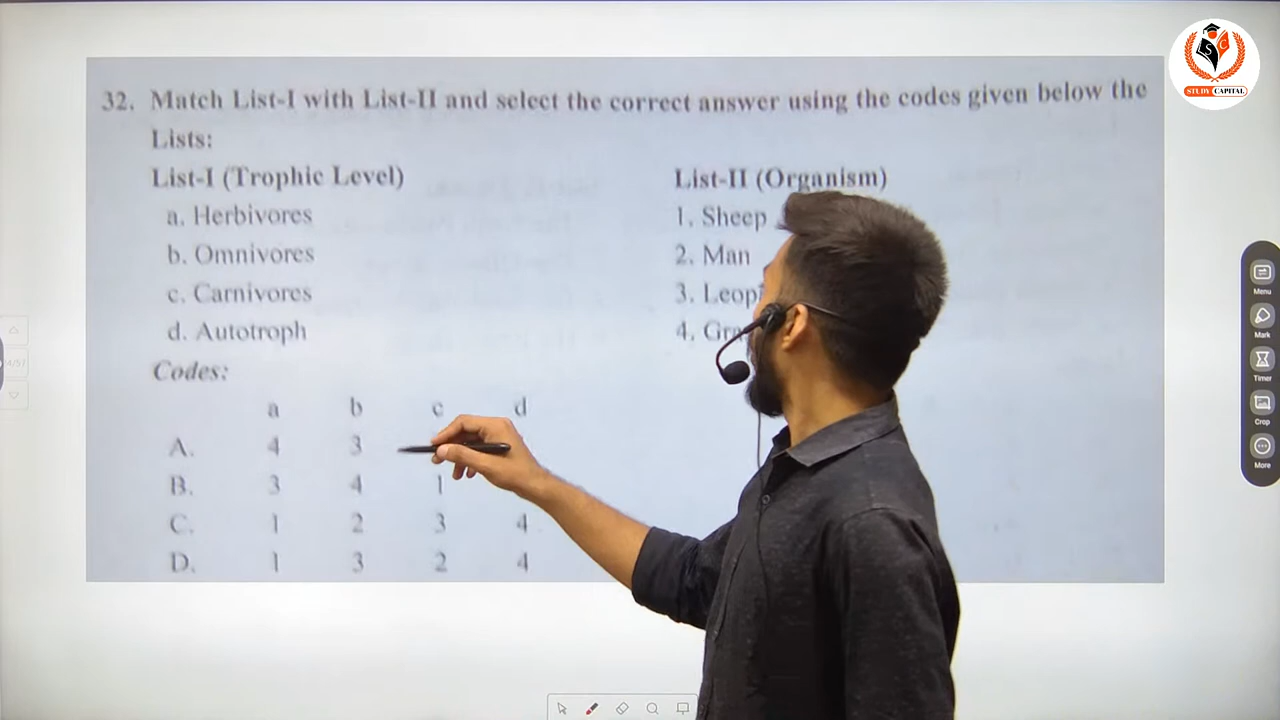 STUDY CAPITAL
32. Match List-I with List-II and select the correct answer using the codes given below the
Lists:
List-I (Trophic Level) List-II (Organism)
a. Herbivores 1. Sheep
b. Omnivores 2. Man
c. Carnivores 3.
d. Autotroph 4.
Codes:
a b c d
A. 4 3
B. 3 4 1
C. 1 2 3 4
D. 1 3 2 4
Menu
Mark
Timer
Crop
More